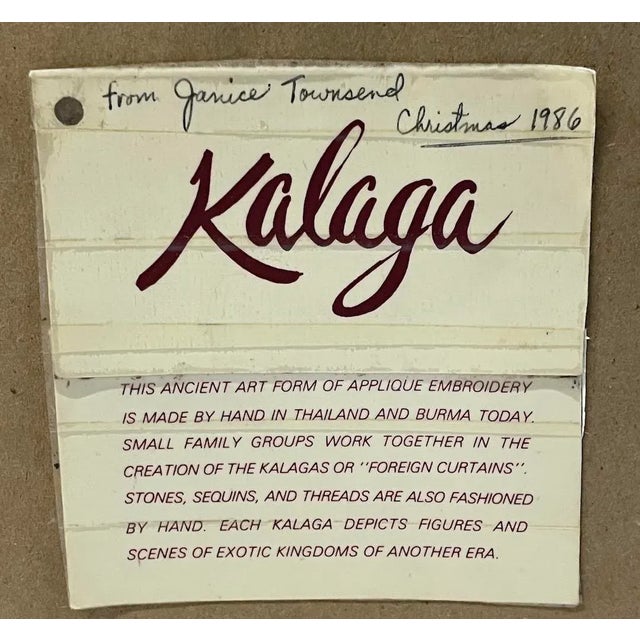 from Janice Townsend
Christmas 1986
Kalaga
THIS ANCIENT ART FORM OF APPLIQUE EMBROIDERY
IS MADE BY HAND IN THAILAND AND BURMA TODAY.
SMALL FAMILY GROUPS WORK TOGETHER IN THE
CREATION OF THE KALAGAS OR "FOREIGN CURTAINS".
STONES, SEQUINS, AND THREADS ARE ALSO FASHIONED
BY HAND. EACH KALAGA DEPICTS FIGURES AND
SCENES OF EXOTIC KINGDOMS OF ANOTHER ERA.